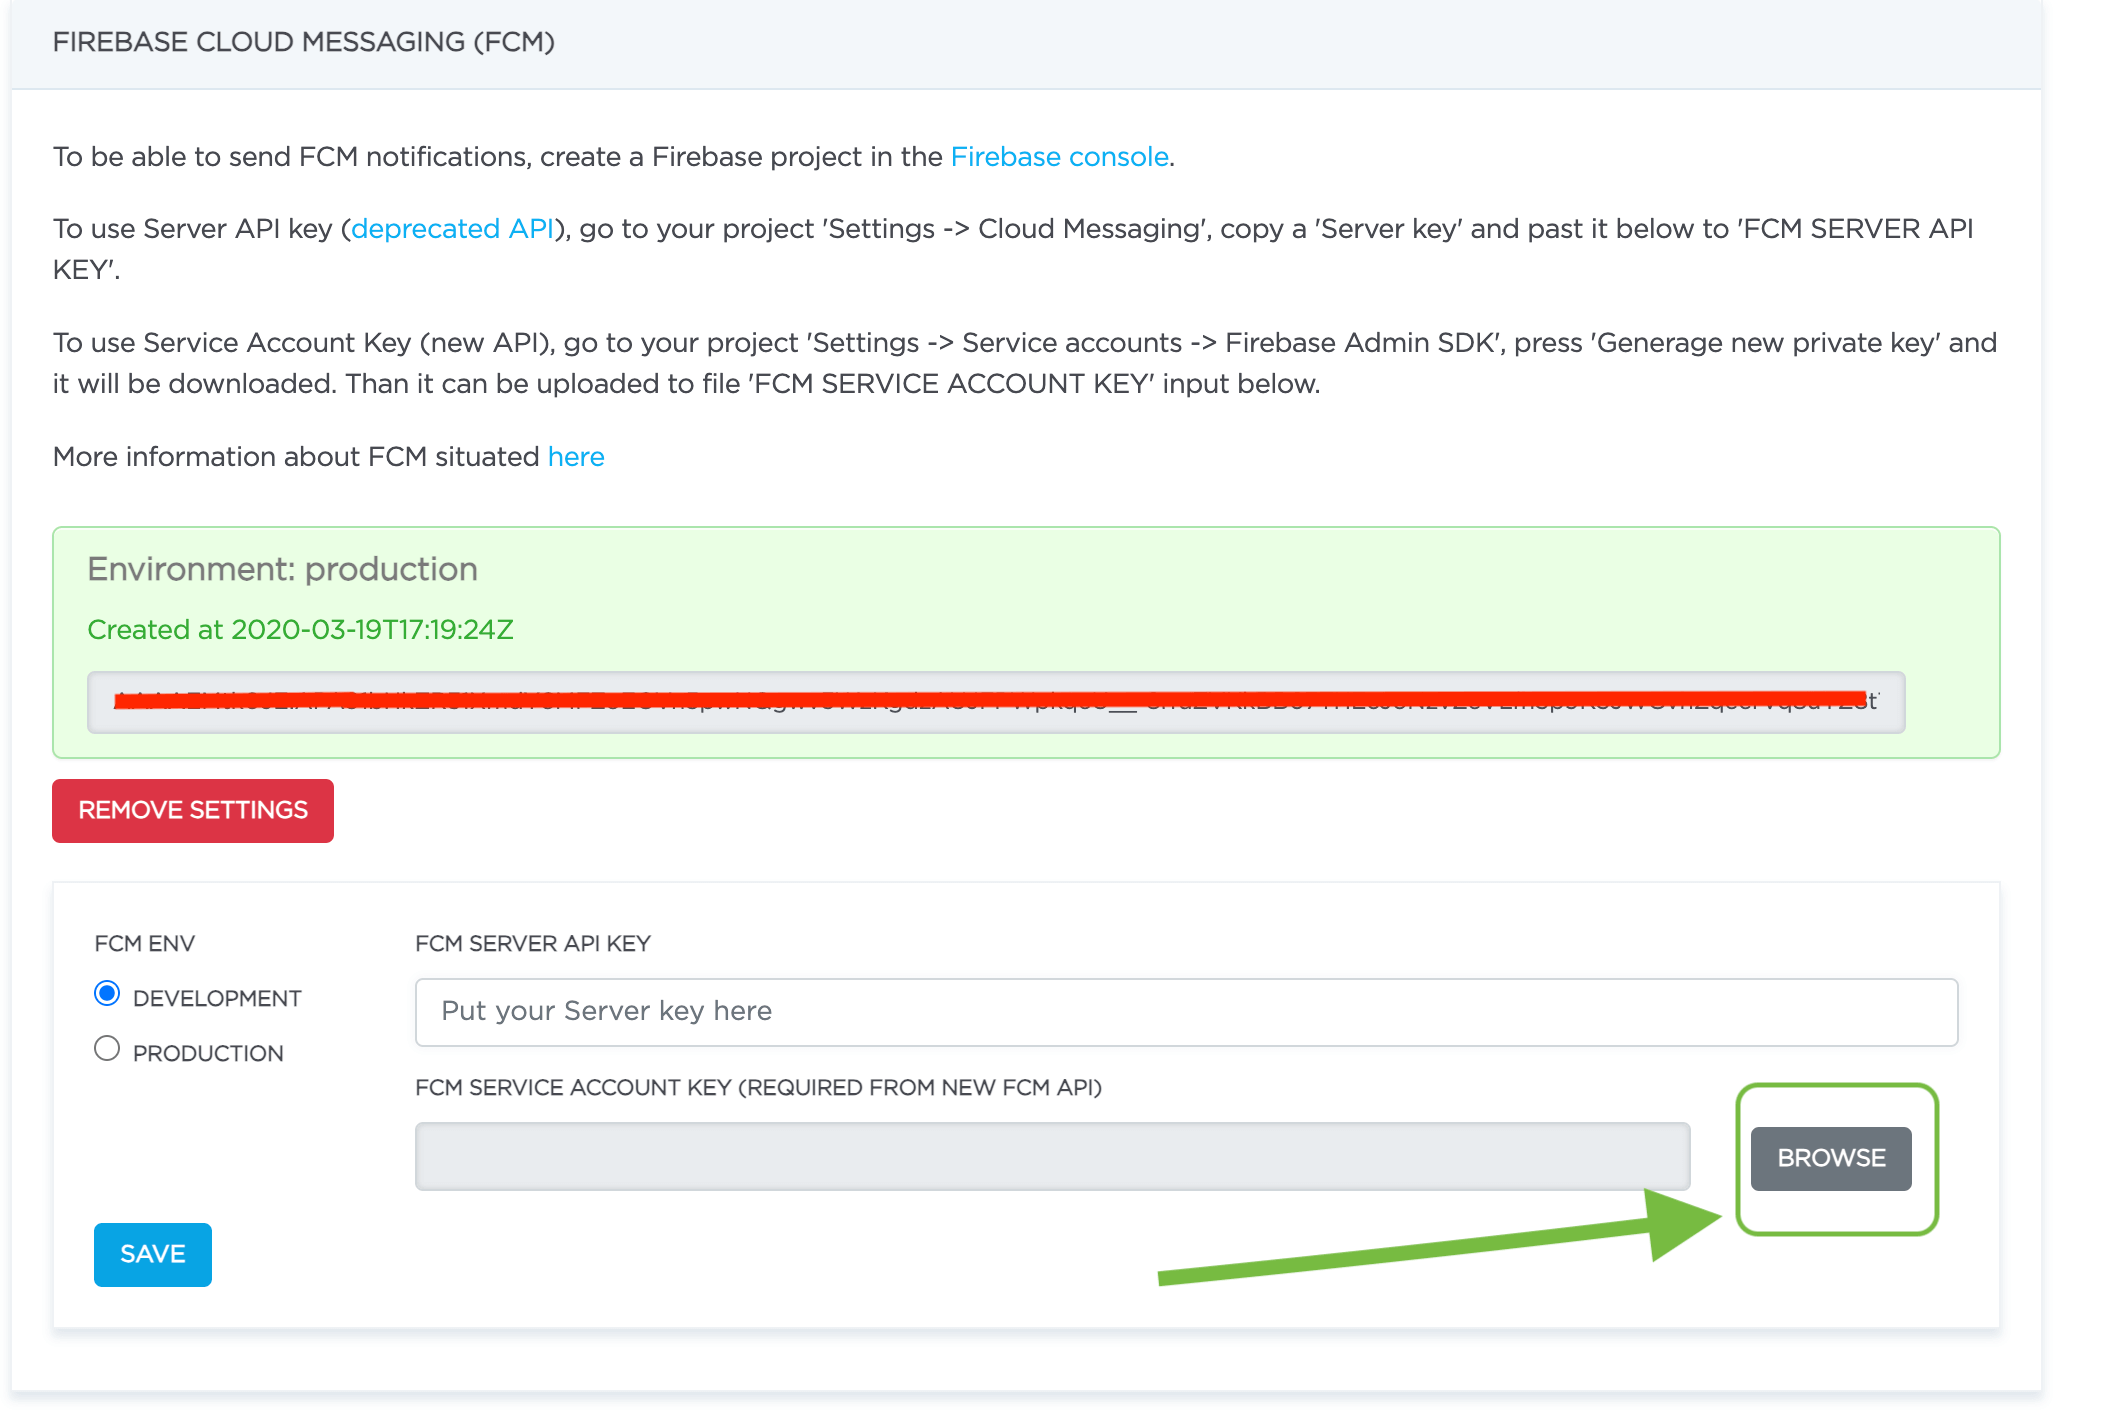 FIREBASE CLOUD MESSAGING (FCM)
To be able to send FCM notifications, create a Firebase project in the Firebase console.
To use Server API key (deprecated API), go to your project 'Settings -> Cloud Messaging', copy a 'Server key' and past it below to 'FCM SERVER API
KEY'.
To use Service Account Key (new API), go to your project 'Settings -> Service accounts -> Firebase Admin SDK', press 'Generage new private key' and
it will be downloaded. Than it can be uploaded to file 'FCM SERVICE ACCOUNT KEY' input below.
More information about FCM situated here
Environment: production
Created at 2020-03-19T17:19:24Z
REMOVE SETTINGS
FCM ENV
DEVELOPMENT
PRODUCTION
FCM SERVER API KEY
Put your Server key here
FCM SERVICE ACCOUNT KEY (REQUIRED FROM NEW FCM API)
BROWSE
SAVE